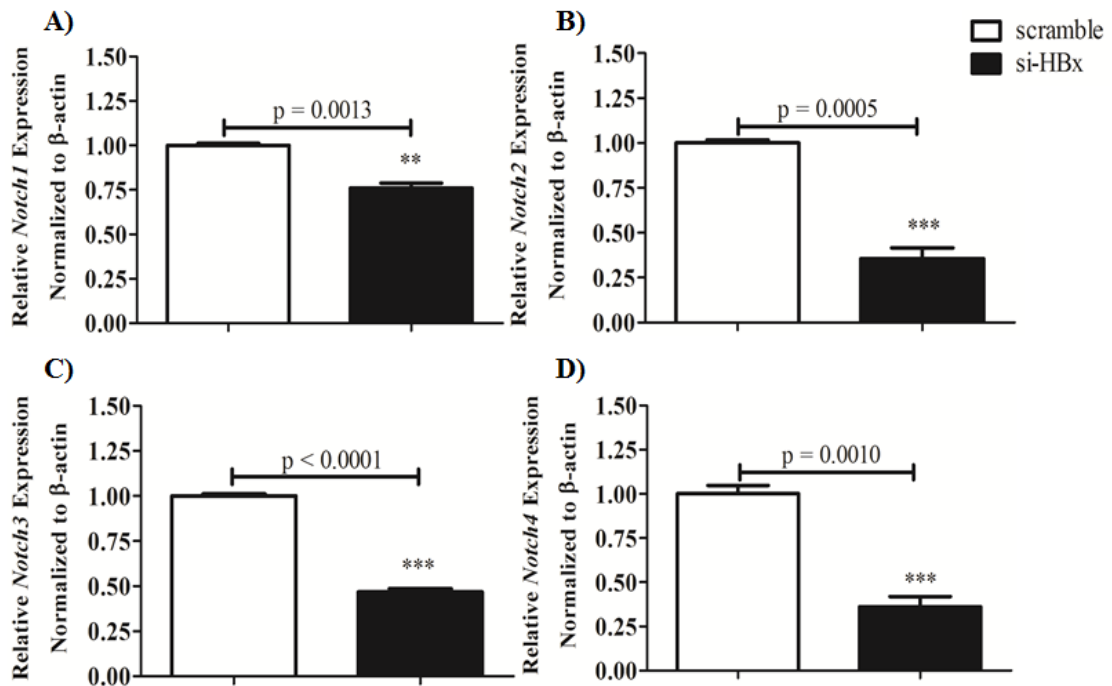 A)
Relative Notch1 Expression
Normalized to β-actin
1.50
1.25
1.00
0.75
0.50
0.25
0.00
p = 0.0013
**
B)
scramble
si-HBx
Relative Notch2 Expression
Normalized to β-actin
1.50
1.25
1.00
0.75
0.50
0.25
0.00
p = 0.0005
***
C)
Relative Notch3 Expression
Normalized to β-actin
1.50
1.25
1.00
0.75
0.50
0.25
0.00
p < 0.0001
***
D)
Relative Notch4 Expression
Normalized to β-actin
1.50
1.25
1.00
0.75
0.50
0.25
0.00
p = 0.0010
***